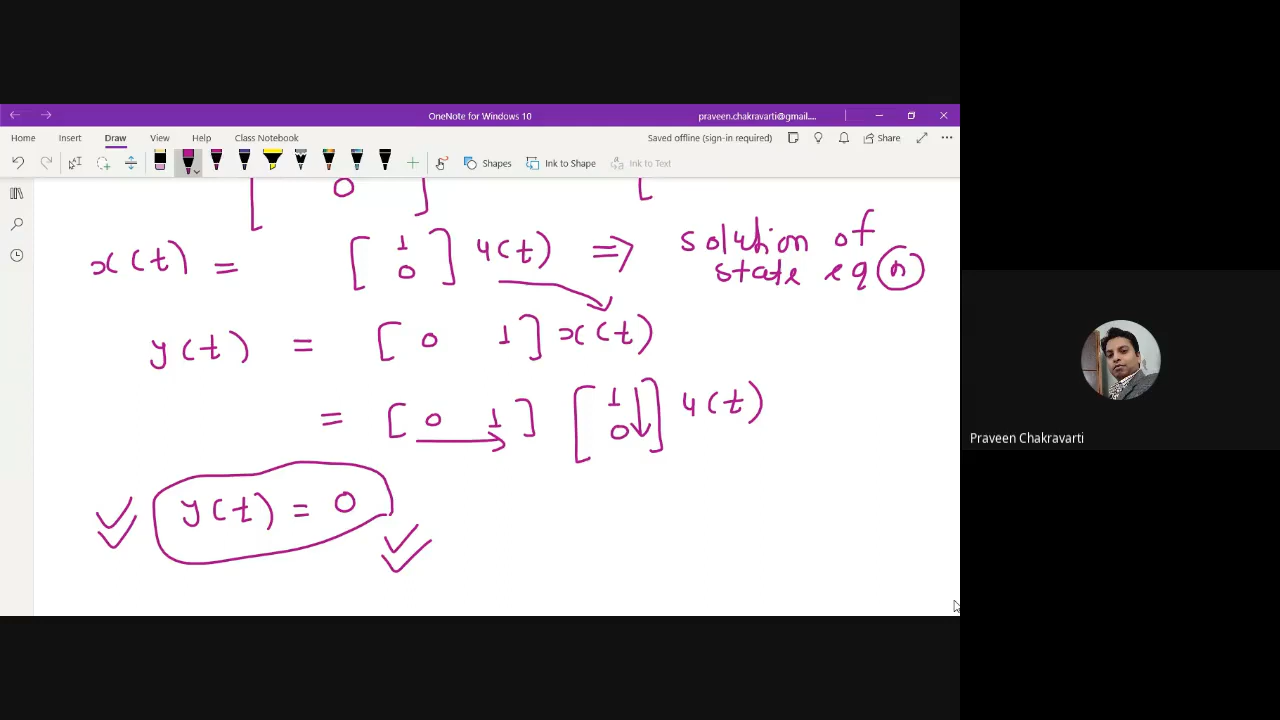 OneNote for Windows 10
praveen.chakravarti@gmail....
Home Insert Draw View Help Class Notebook
Saved offline (sign-in required)
Share
Shapes
Ink to Shape
Ink to Text
0
x(t) = [ 1 0 ] u(t) ⇒ solution of
state eq (n)
y(t) = [ 0 1 ] x(t)
= [ 0 1 ] [ 1 0 ] u(t)
y(t) = 0
Praveen Chakravarti